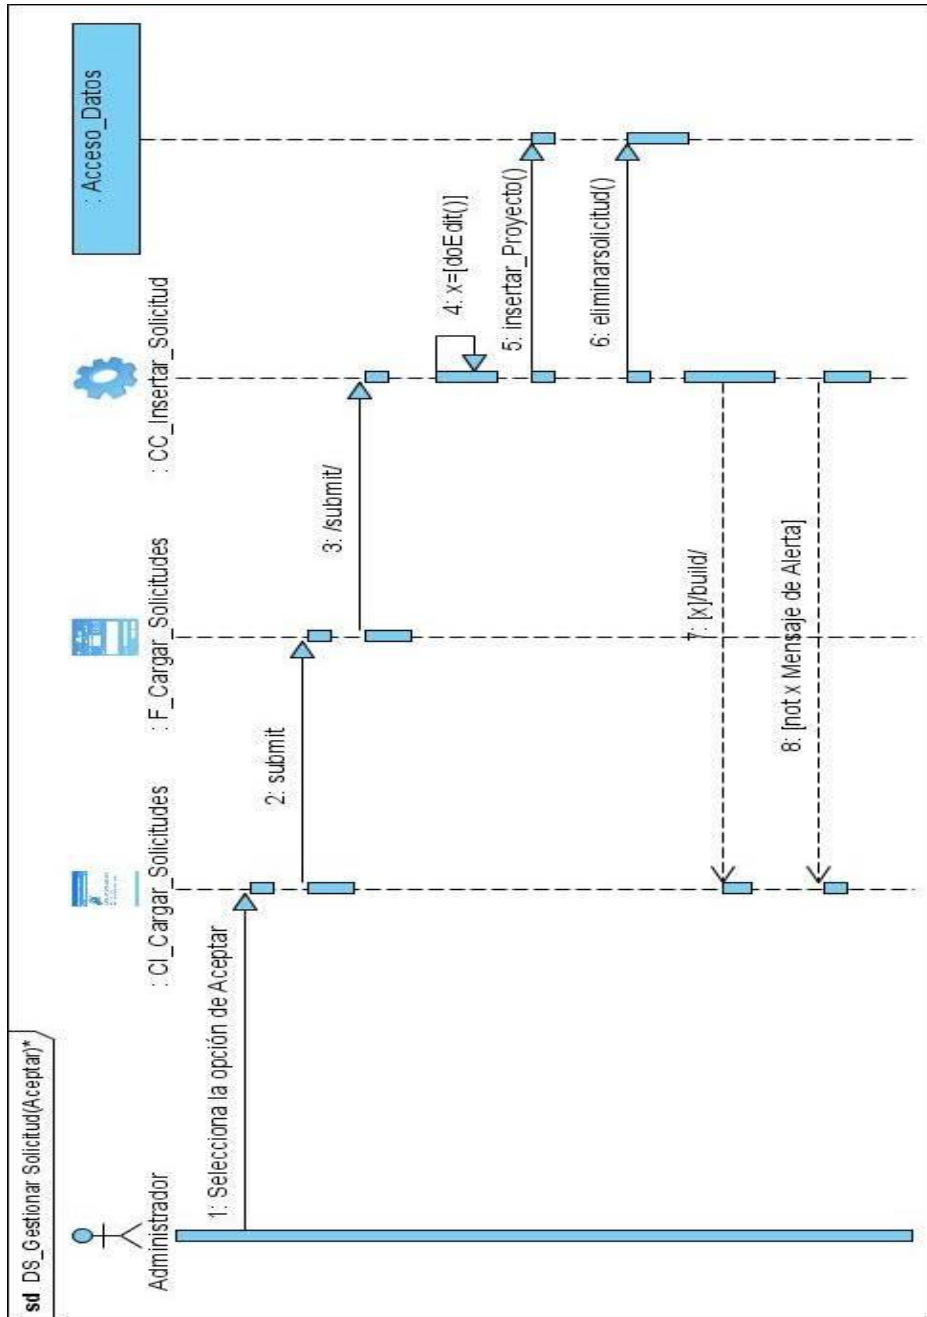 sd DS_Gestionar Solicitud(Aceptar)*
Administrador
: CI_Cargar_Solicitudes
: F_Cargar_Solicitudes
: CC_Insertar_Solicitud
: Acceso_Datos
1: Selecciona la opción de Aceptar
2: submit
3: /submit/
4: x=[doEdit()]
5: insertar_Proyecto()
6: eliminarsolicitud()
7: [x]/build/
8: [not x Mensaje de Alerta]